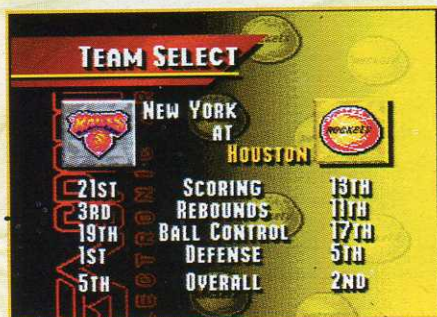 TEAM SELECT
NEW YORK
AT
HOUSTON
ROCKETS
21ST SCORING 13TH
3RD REBOUNDS 11TH
19TH BALL CONTROL 17TH
1ST DEFENSE 5TH
5TH OVERALL 2ND